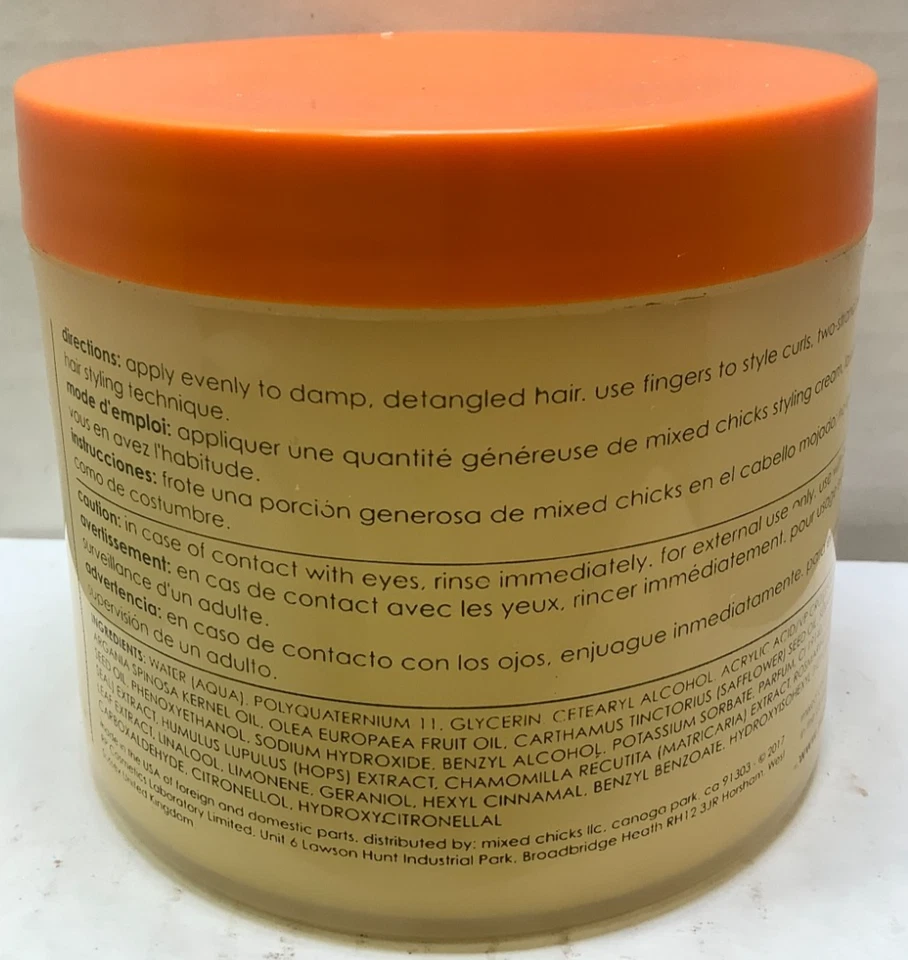 directions: apply evenly to damp, detangled hair. use fingers to style curls, two-stran
hair styling technique.
mode d'emploi: appliquer une quantité généreuse de mixed chicks styling cream,
vous en avez l'habitude.
instrucciones: frote una porción generosa de mixed chicks en el cabello mojado,
como de costumbre.
caution: in case of contact with eyes, rinse immediately. for external use only. use
avertissement: en cas de contact avec les yeux, rincer immédiatement. pour usage
surveillance d'un adulte.
advertencia: en caso de contacto con los ojos, enjuague inmediatamente. para
supervisión de un adulto.
INGREDIENTS: WATER (AQUA), POLYQUATERNIUM 11, GLYCERIN CETEARYL ALCOHOL, ACRYLIC ACID/VP
ARGANIA SPINOSA KERNEL OIL, OLEA EUROPAEA FRUIT OIL, CARTHAMUS TINCTORIUS (SAFFLOWER) SEED OIL,
SEED OIL, PHENOXYETHANOL, SODIUM HYDROXIDE, BENZYL ALCOHOL, POTASSIUM SORBATE, PARFUM,
SEAL) EXTRACT, HUMULUS LUPULUS (HOPS) EXTRACT, CHAMOMILLA RECUTITA (MATRICARIA) EXTRACT,
LEAF EXTRACT, LINALOOL, LIMONENE, GERANIOL, HEXYL CINNAMAL, BENZYL BENZOATE, HYDROXYISOHEXYL
CARBOXALDEHYDE, CITRONELLOL, HYDROXYCITRONELLAL
Made in the USA of foreign and domestic parts. distributed by: mixed chicks llc. canoga park, ca 91303 · © 2017
Cosmetics Laboratory Limited, Unit 6 Lawson Hunt Industrial Park, Broadbridge Heath RH12 3JR Horsham, West
United Kingdom